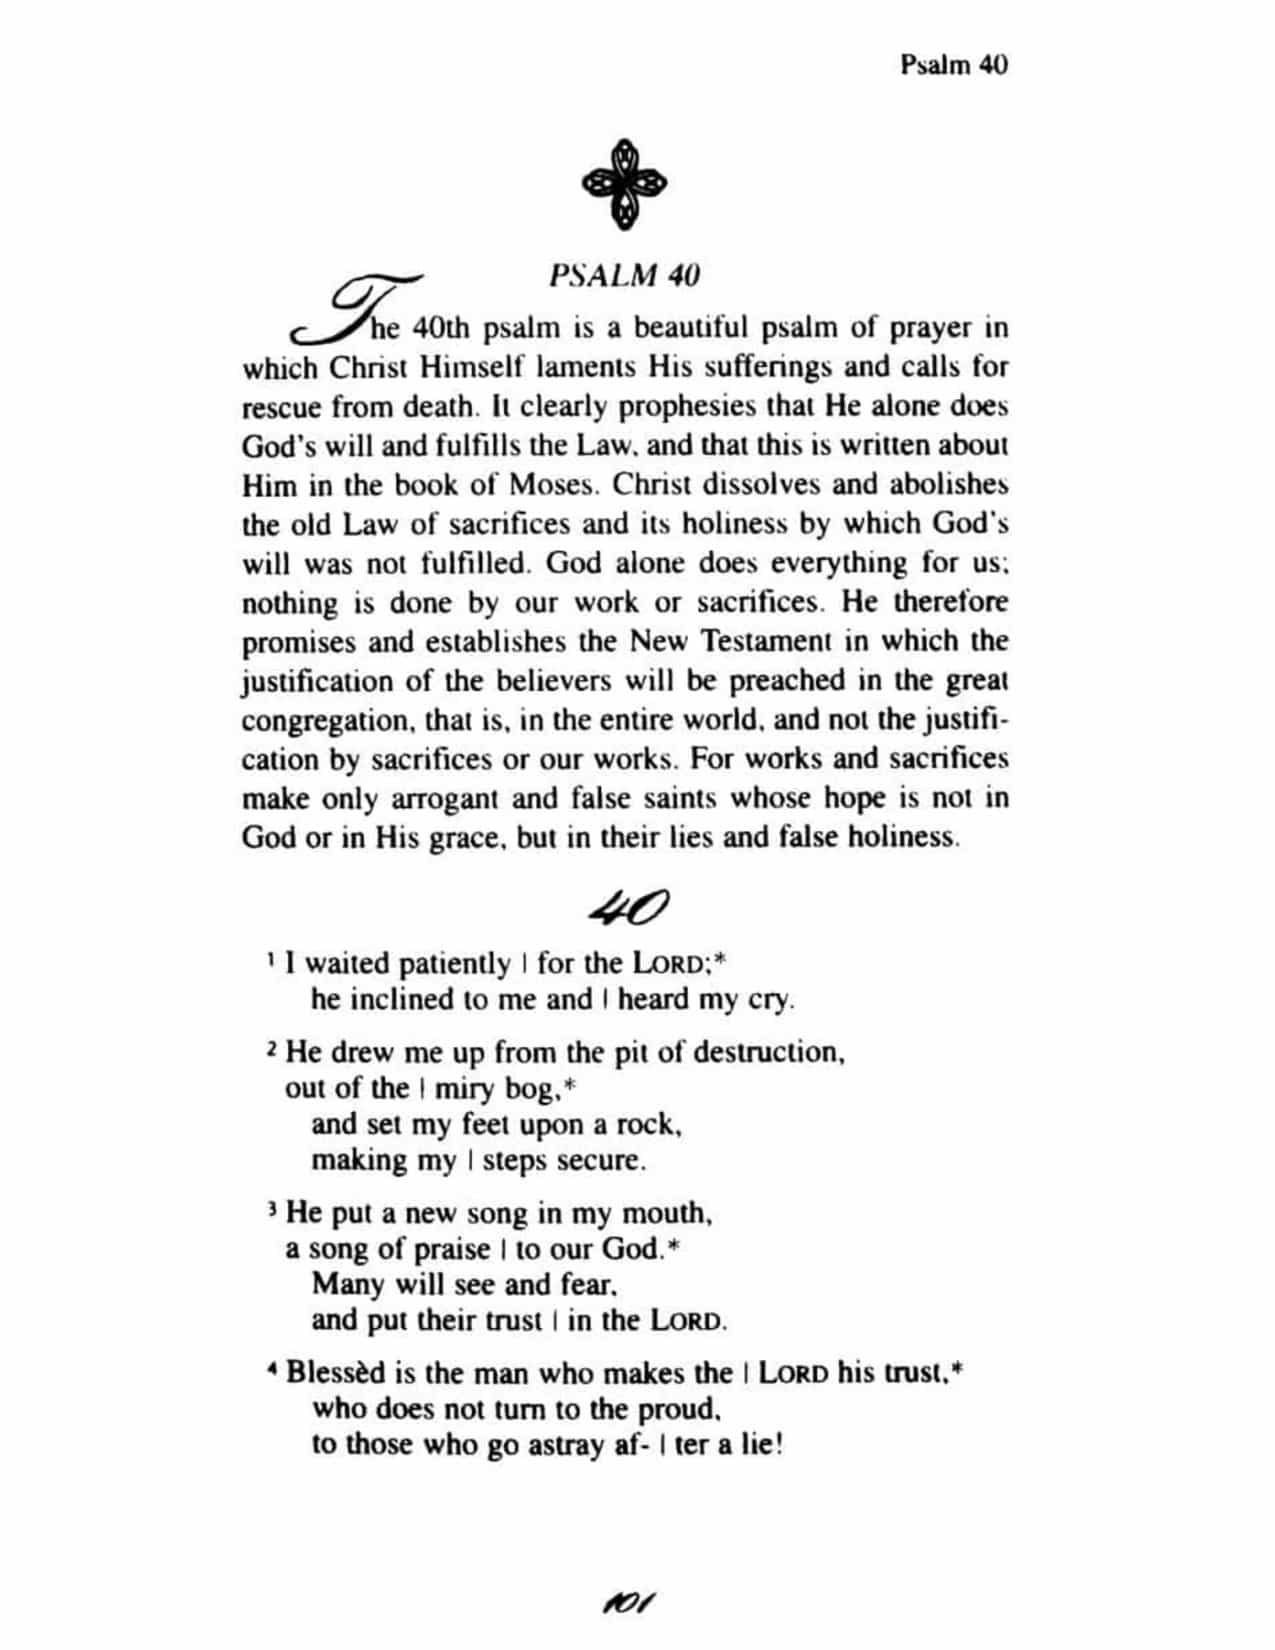 Psalm 40
PSALM 40
The 40th psalm is a beautiful psalm of prayer in
which Christ Himself laments His sufferings and calls for
rescue from death. It clearly prophesies that He alone does
God's will and fulfills the Law, and that this is written about
Him in the book of Moses. Christ dissolves and abolishes
the old Law of sacrifices and its holiness by which God's
will was not fulfilled. God alone does everything for us;
nothing is done by our work or sacrifices. He therefore
promises and establishes the New Testament in which the
justification of the believers will be preached in the great
congregation, that is, in the entire world, and not the justifi-
cation by sacrifices or our works. For works and sacrifices
make only arrogant and false saints whose hope is not in
God or in His grace, but in their lies and false holiness.
40
¹ I waited patiently | for the LORD;*
he inclined to me and | heard my cry.
² He drew me up from the pit of destruction,
out of the | miry bog,*
and set my feet upon a rock,
making my | steps secure.
³ He put a new song in my mouth,
a song of praise | to our God.*
Many will see and fear,
and put their trust | in the LORD.
⁴ Blessèd is the man who makes the | LORD his trust,*
who does not turn to the proud,
to those who go astray af- | ter a lie!
101